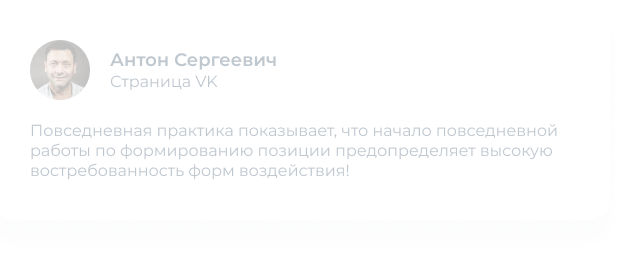 Антон Сергеевич
Страница VK
Повседневная практика показывает, что начало повседневной
работы по формированию позиции предопределяет высокую
востребованность форм воздействия!